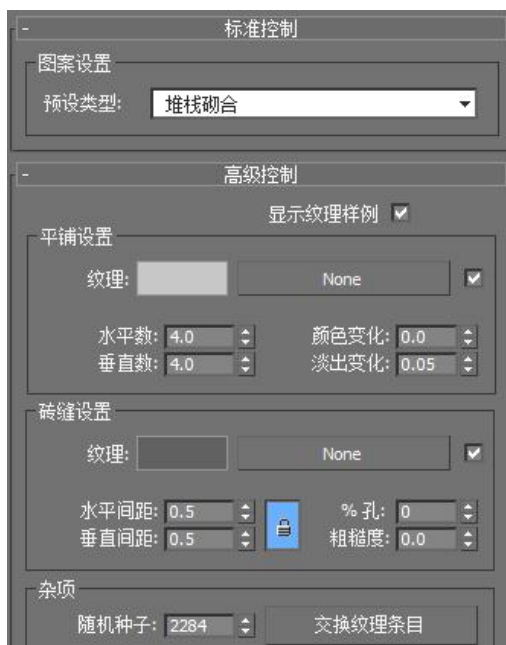 - 标准控制
图案设置
预设类型: 堆栈砌合
- 高级控制
显示纹理样例
平铺设置
纹理: None
水平数: 4.0 颜色变化: 0.0
垂直数: 4.0 淡出变化: 0.05
砖缝设置
纹理: None
水平间距: 0.5 % 孔: 0
垂直间距: 0.5 粗糙度: 0.0
杂项
随机种子: 2284 交换纹理条目